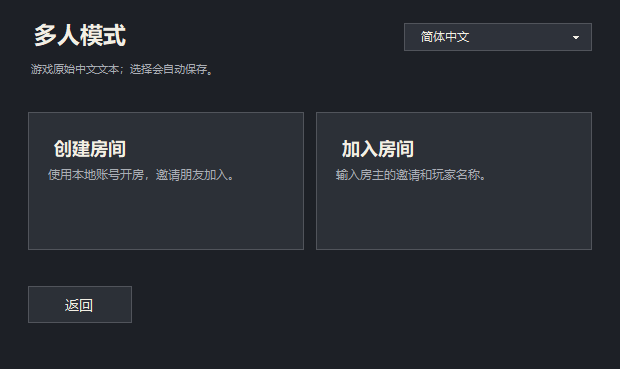 多人模式
简体中文
游戏原始中文文本；选择会自动保存。
创建房间
使用本地账号开房，邀请朋友加入。
加入房间
输入房主的邀请和玩家名称。
返回